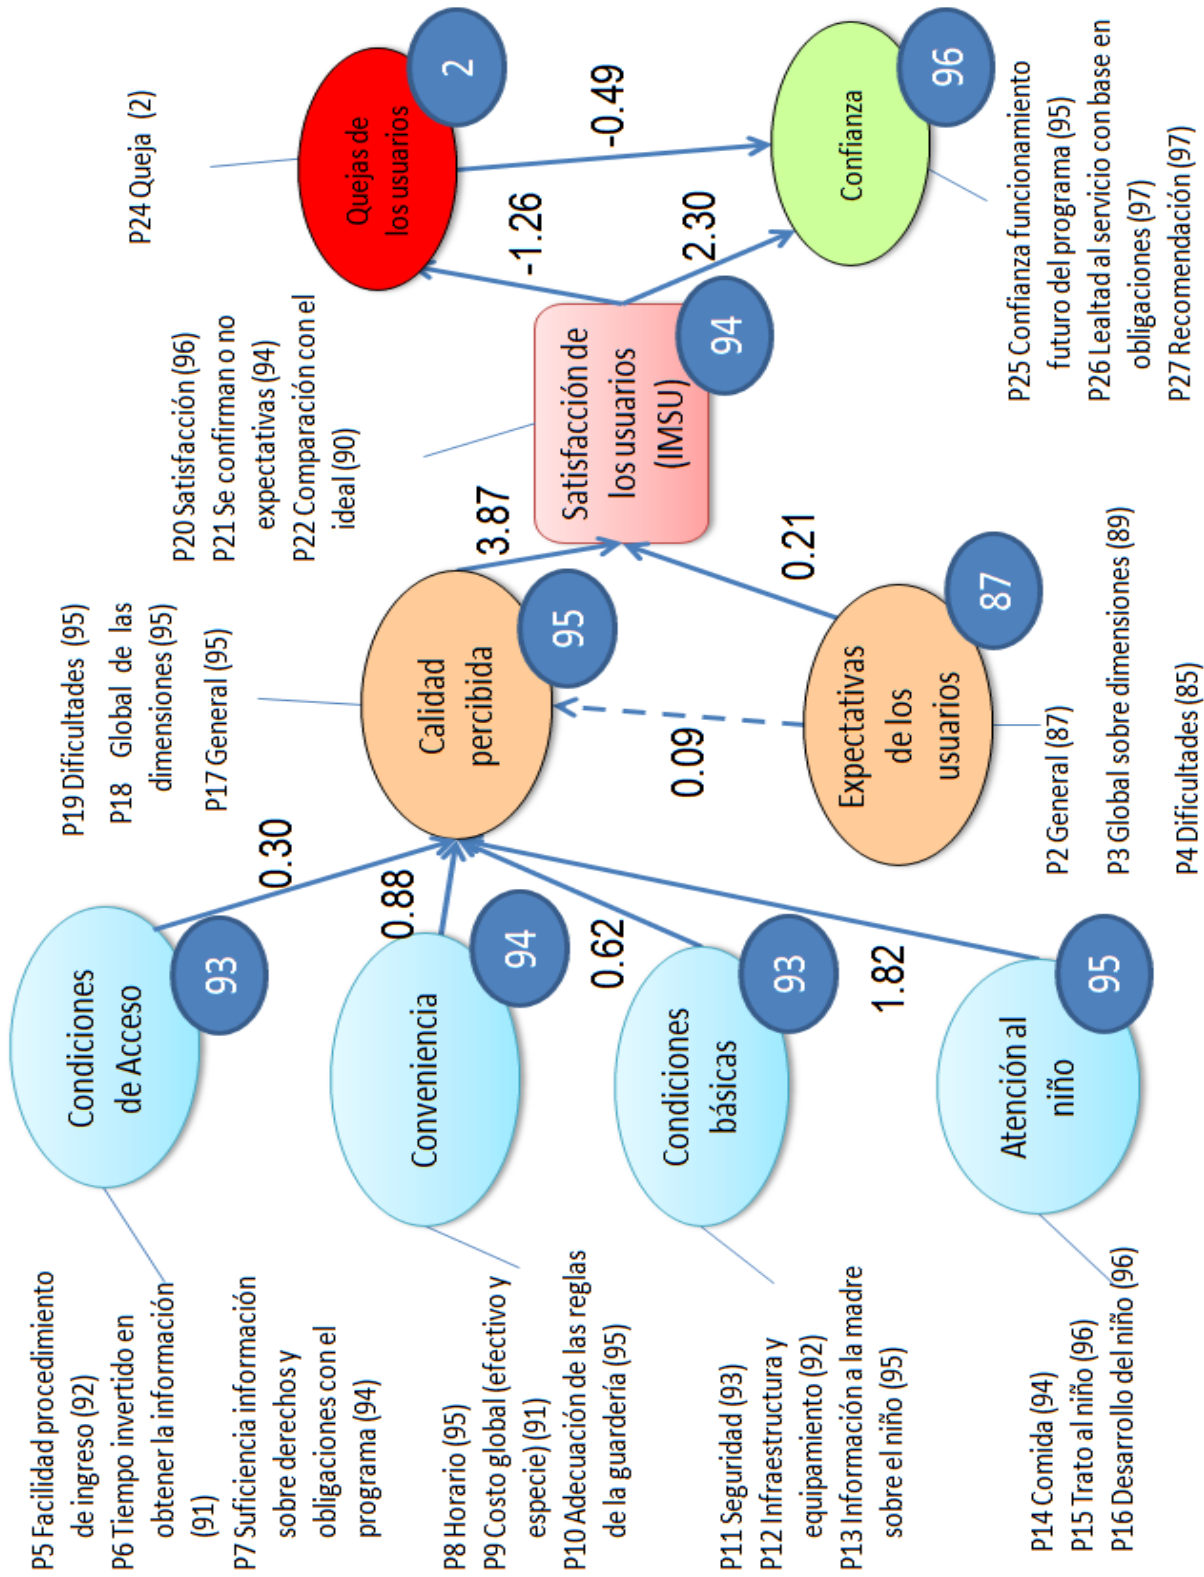 P5 Facilidad procedimiento
de ingreso (92)
P6 Tiempo invertido en
obtener la información
(91)
P7 Suficiencia información
sobre derechos y
obligaciones con el
programa (94)
P8 Horario (95)
P9 Costo global (efectivo y
especie) (91)
P10 Adecuación de las reglas
de la guardería (95)
P11 Seguridad (93)
P12 Infraestructura y
equipamiento (92)
P13 Información a la madre
sobre el niño (95)
P14 Comida (94)
P15 Trato al niño (96)
P16 Desarrollo del niño (96)
Condiciones
de Acceso
93
Conveniencia
94
Condiciones
básicas
93
Atención al
niño
95
0.30
0.88
0.62
1.82
P19 Dificultades (95)
P18 Global de las
dimensiones (95)
P17 General (95)
Calidad
percibida
95
0.09
Expectativas
de los
usuarios
87
P2 General (87)
P3 Global sobre dimensiones (89)
P4 Dificultades (85)
3.87
0.21
P20 Satisfacción (96)
P21 Se confirman o no
expectativas (94)
P22 Comparación con el
ideal (90)
Satisfacción de
los usuarios
(IMSU)
94
-1.26
2.30
P24 Queja (2)
Quejas de
los usuarios
2
-0.49
Confianza
96
P25 Confianza funcionamiento
futuro del programa (95)
P26 Lealtad al servicio con base en
obligaciones (97)
P27 Recomendación (97)